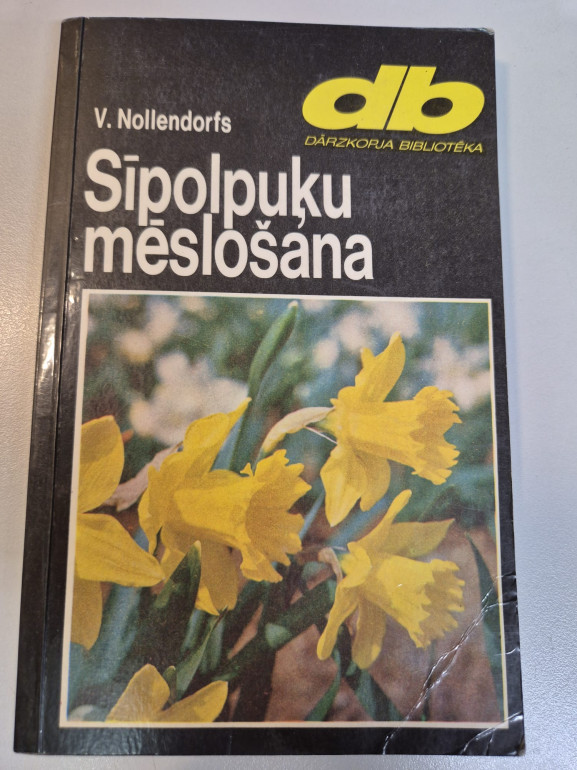 db
DĀRZKOPJA BIBLIOTĒKA
V. Nollendorfs
Sīpolpuķu
mēslošana